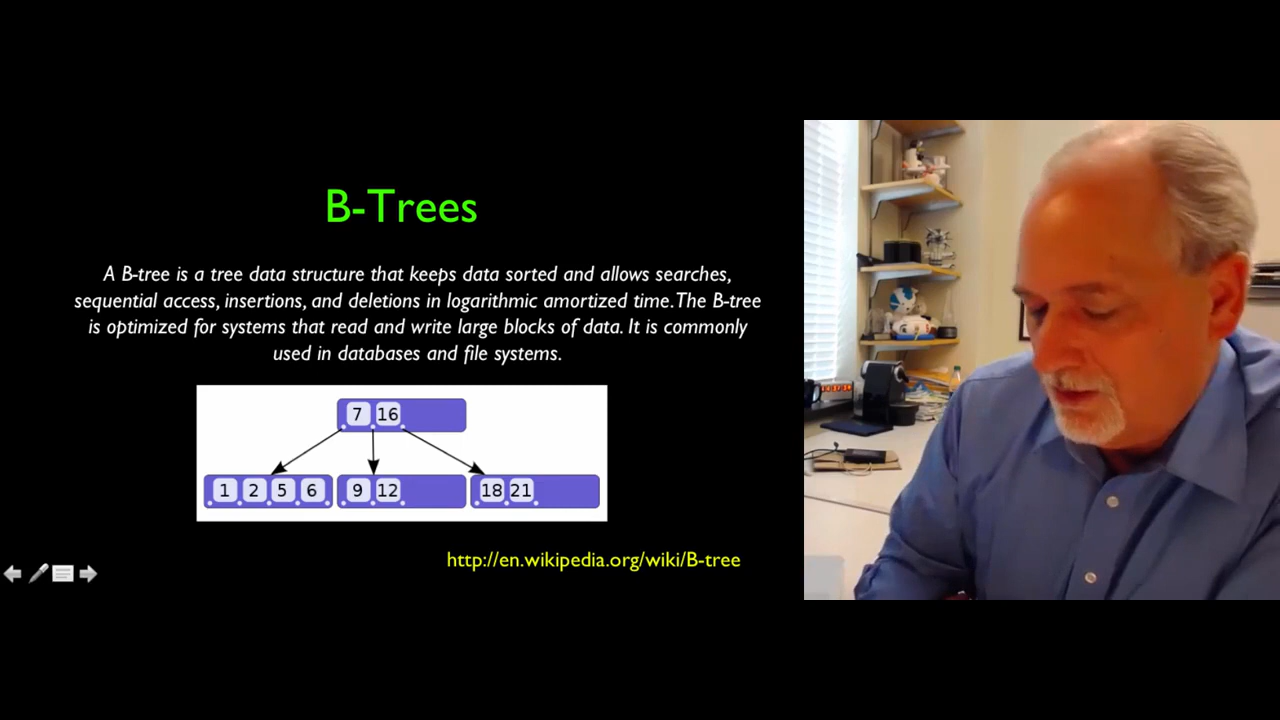 B-Trees
A B-tree is a tree data structure that keeps data sorted and allows searches,
sequential access, insertions, and deletions in logarithmic amortized time. The B-tree
is optimized for systems that read and write large blocks of data. It is commonly
used in databases and file systems.
7 16
1 2 5 6 9 12 18 21
http://en.wikipedia.org/wiki/B-tree